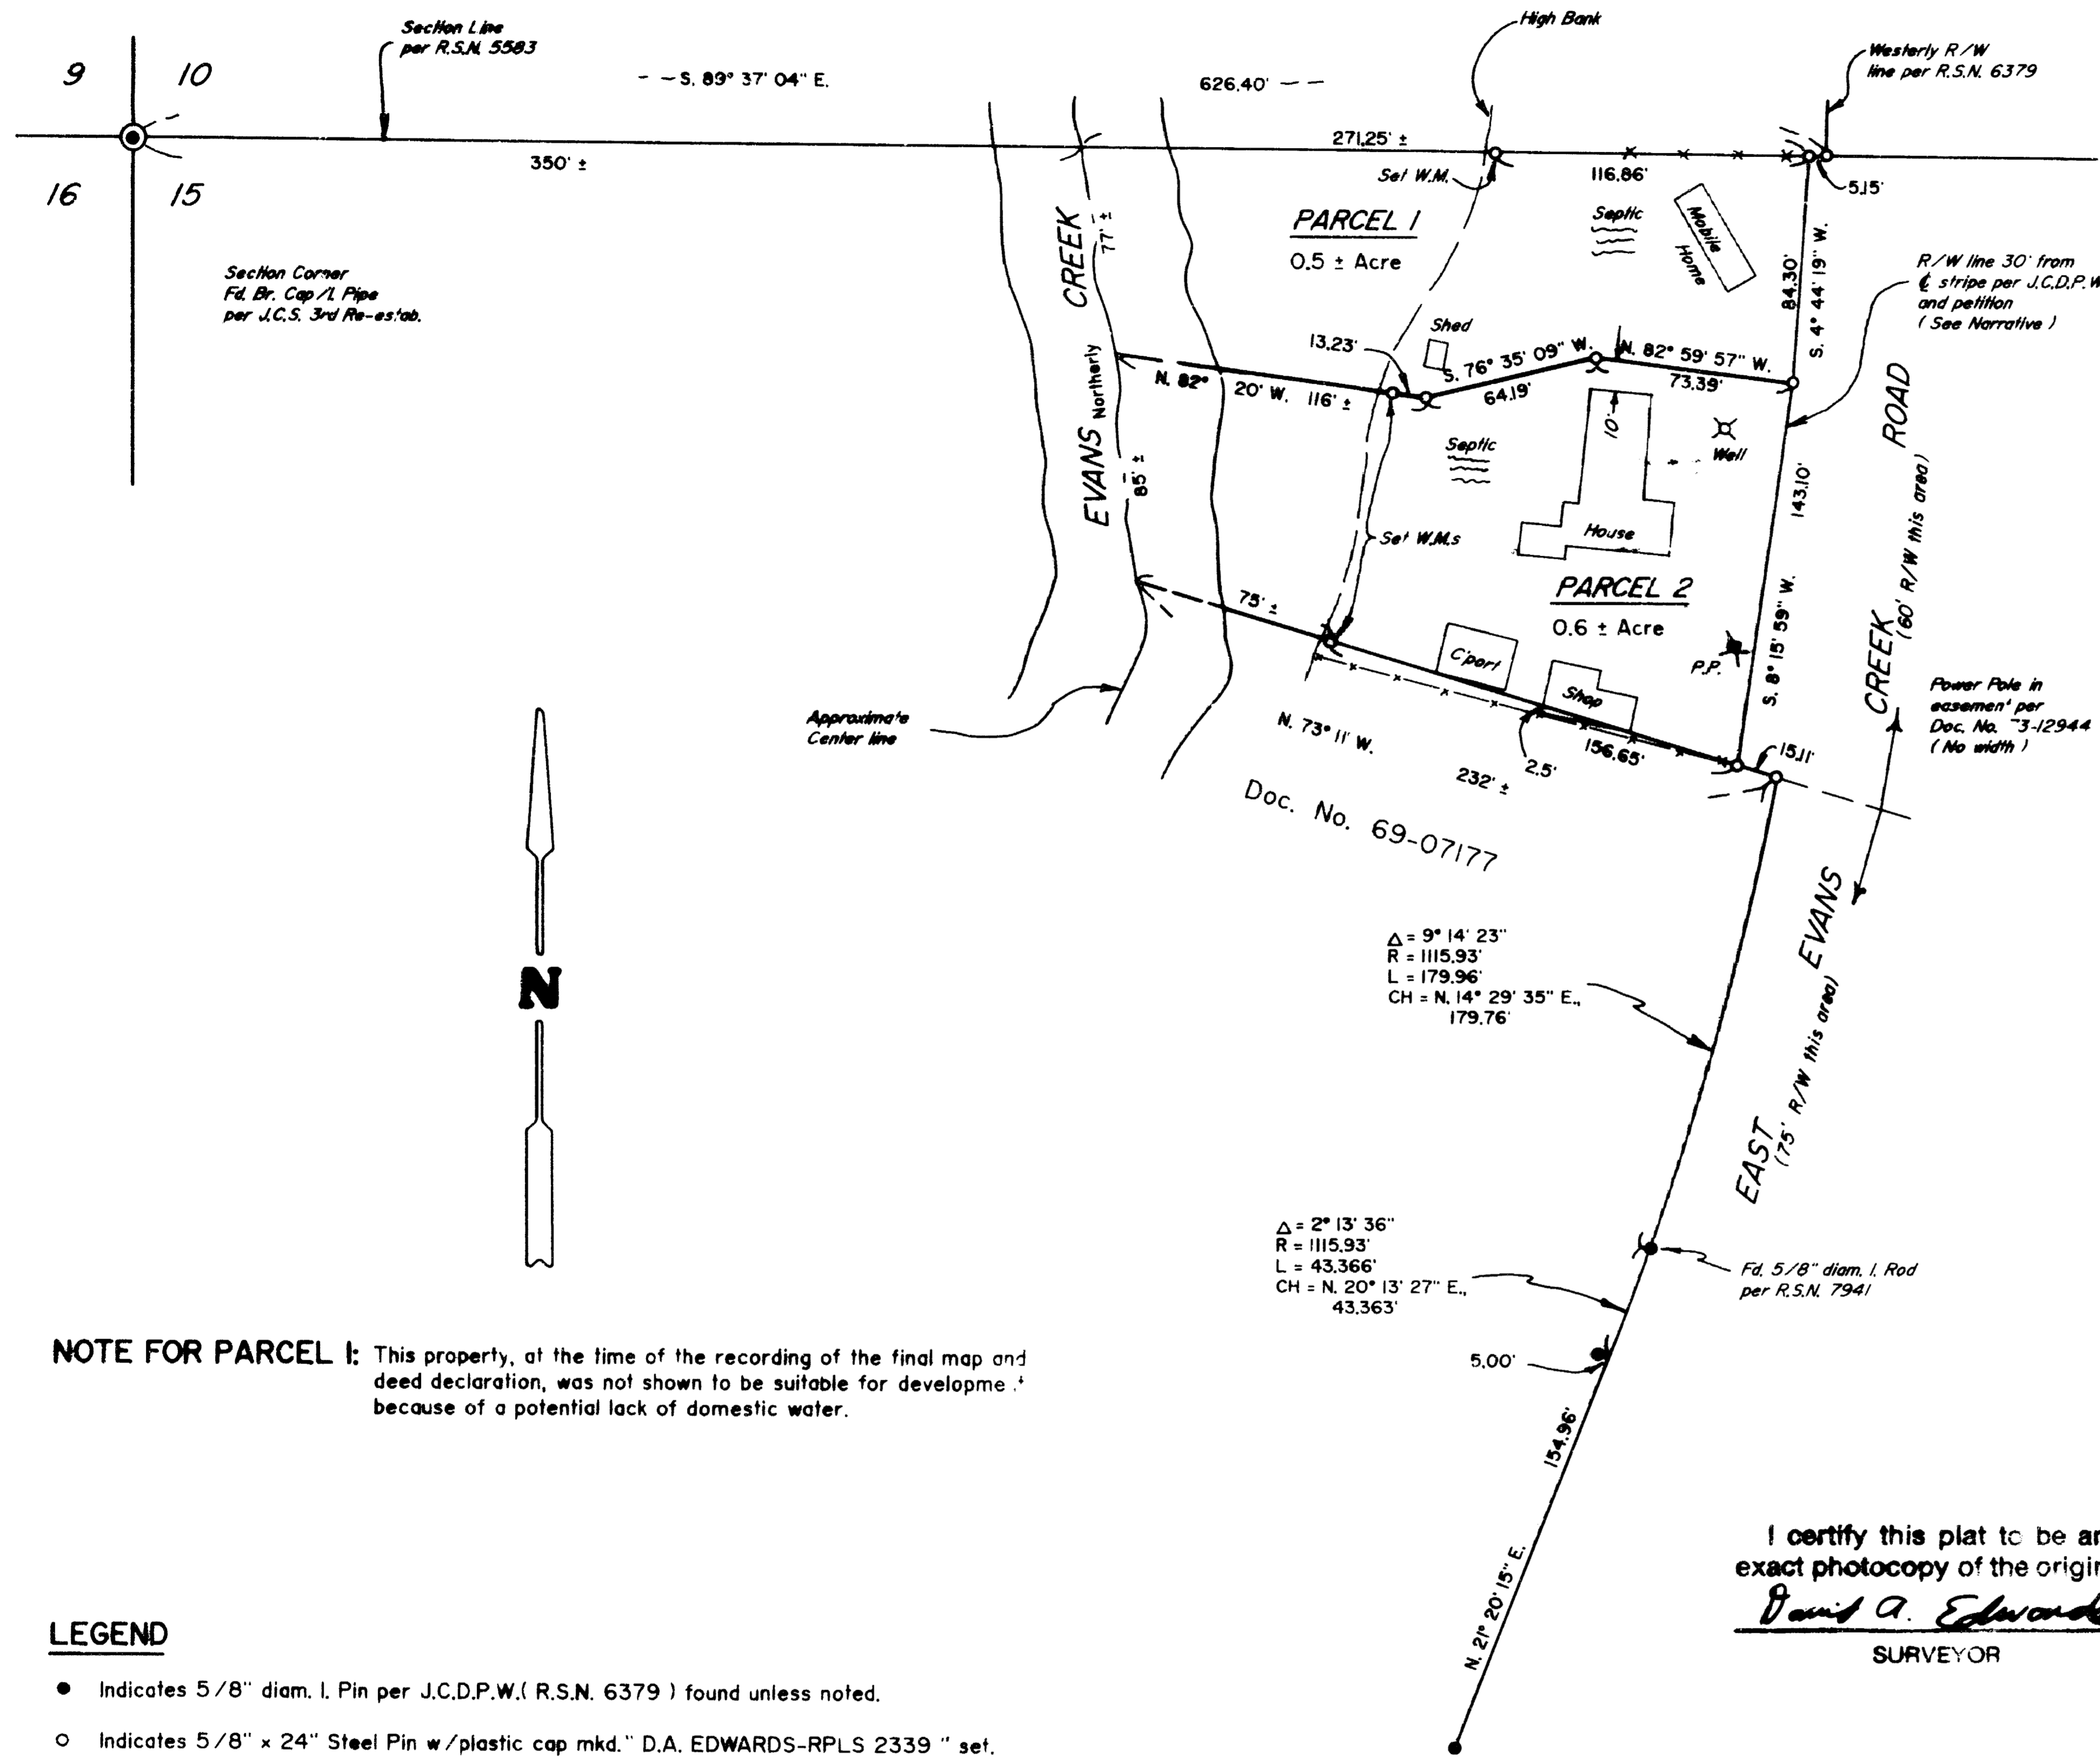 Section Line
per R.S.N. 5583
9
10
16
15
S. 89° 37' 04" E.
626.40'
High Bank
Westerly R/W
line per R.S.N. 6379
350' ±
271.25' ±
Set W.M.
116.86'
5.15'
PARCEL 1
0.5 ± Acre
Septic
Mobile
Home
84.30'
S. 4° 44' 19" W.
R/W line 30' from
℄ stripe per J.C.D.P.W
and petition
( See Narrative )
Section Corner
Fd. Br. Cap / I. Pipe
per J.C.S. 3rd Re-estab.
EVANS CREEK
Northerly
77' ±
85' ±
Shed
13.23'
N. 82° 20' W. 116' ±
S. 76° 35' 09" W.
64.19'
N. 82° 59' 57" W.
73.39'
10'
Septic
Well
House
Set W.M.s
143.10'
S. 8° 15' 59" W.
PARCEL 2
0.6 ± Acre
CREEK ROAD
(60' R/W this area)
75' ±
C'port
Shop
P.P.
Power Pole in
easement per
Doc. No. 3-12944
( No width )
Approximate
Center line
N. 73° 11' W.
232' ±
2.5'
156.65'
15.11'
Doc. No. 69-07177
EAST EVANS
(75' R/W this area)
Δ = 9° 14' 23"
R = 1115.93'
L = 179.96'
CH = N. 14° 29' 35" E.,
179.76'
N
Δ = 2° 13' 36"
R = 1115.93'
L = 43.366'
CH = N. 20° 13' 27" E.,
43.363'
Fd. 5/8" diam. I. Rod
per R.S.N. 7941
5.00'
154.96'
N. 21° 20' 15" E.
NOTE FOR PARCEL 1: This property, at the time of the recording of the final map and
deed declaration, was not shown to be suitable for developme t
because of a potential lack of domestic water.
I certify this plat to be an
exact photocopy of the origin
David A. Edwards
SURVEYOR
LEGEND
● Indicates 5/8" diam. I. Pin per J.C.D.P.W.( R.S.N. 6379 ) found unless noted.
○ Indicates 5/8" x 24" Steel Pin w/plastic cap mkd." D.A. EDWARDS-RPLS 2339 " set.